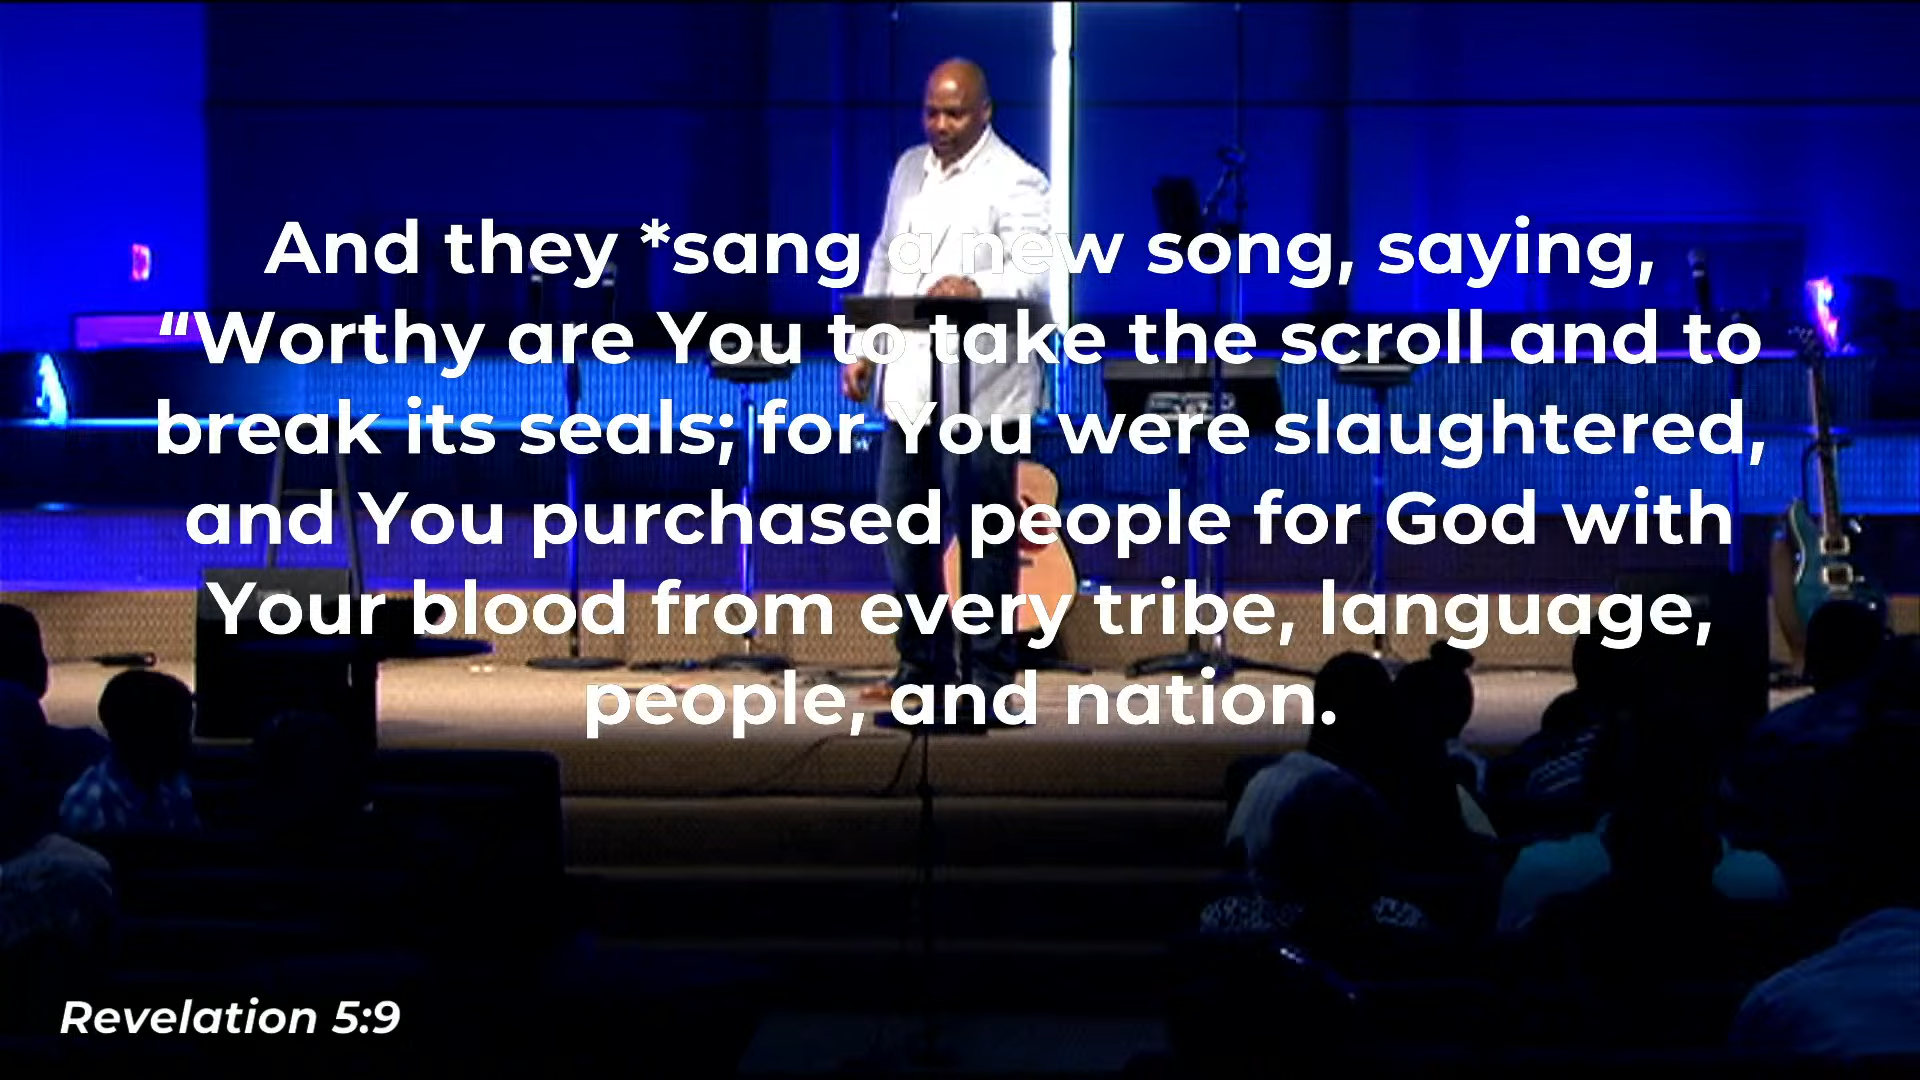 And they *sang a new song, saying,
“Worthy are You to take the scroll and to
break its seals; for You were slaughtered,
and You purchased people for God with
Your blood from every tribe, language,
people, and nation.
Revelation 5:9